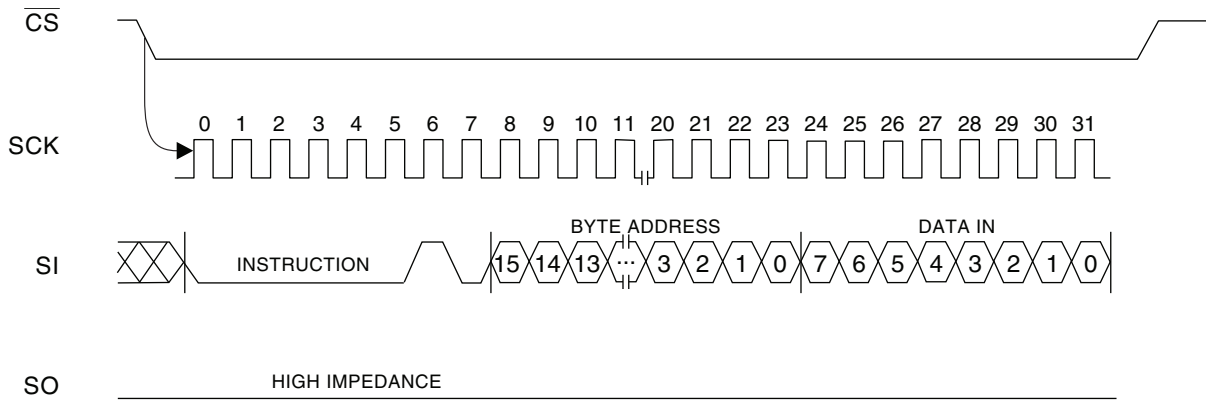 CS
0 1 2 3 4 5 6 7 8 9 10 11 20 21 22 23 24 25 26 27 28 29 30 31
SCK
BYTE ADDRESS DATA IN
SI INSTRUCTION 15 14 13 ... 3 2 1 0 7 6 5 4 3 2 1 0
HIGH IMPEDANCE
SO